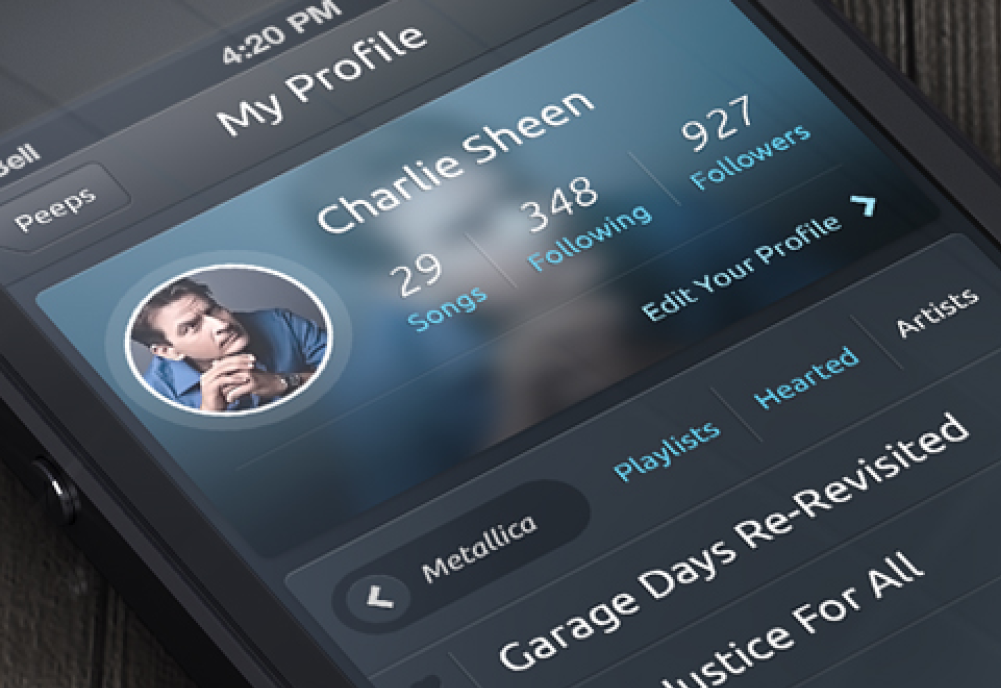 4:20 PM
Bell
My Profile
Peeps
Charlie Sheen
29
Songs
348
Following
927
Followers
Edit Your Profile
Metallica
Playlists
Hearted
Artists
Garage Days Re-Revisited
Justice For All